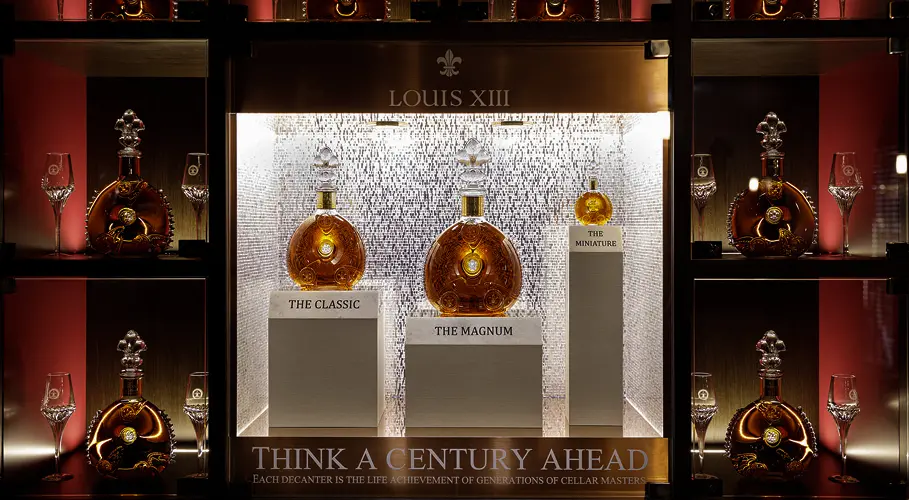 LOUIS XIII
THE CLASSIC
THE MAGNUM
THE
MINIATURE
THINK A CENTURY AHEAD
EACH DECANTER IS THE LIFE ACHIEVEMENT OF GENERATIONS OF CELLAR MASTERS